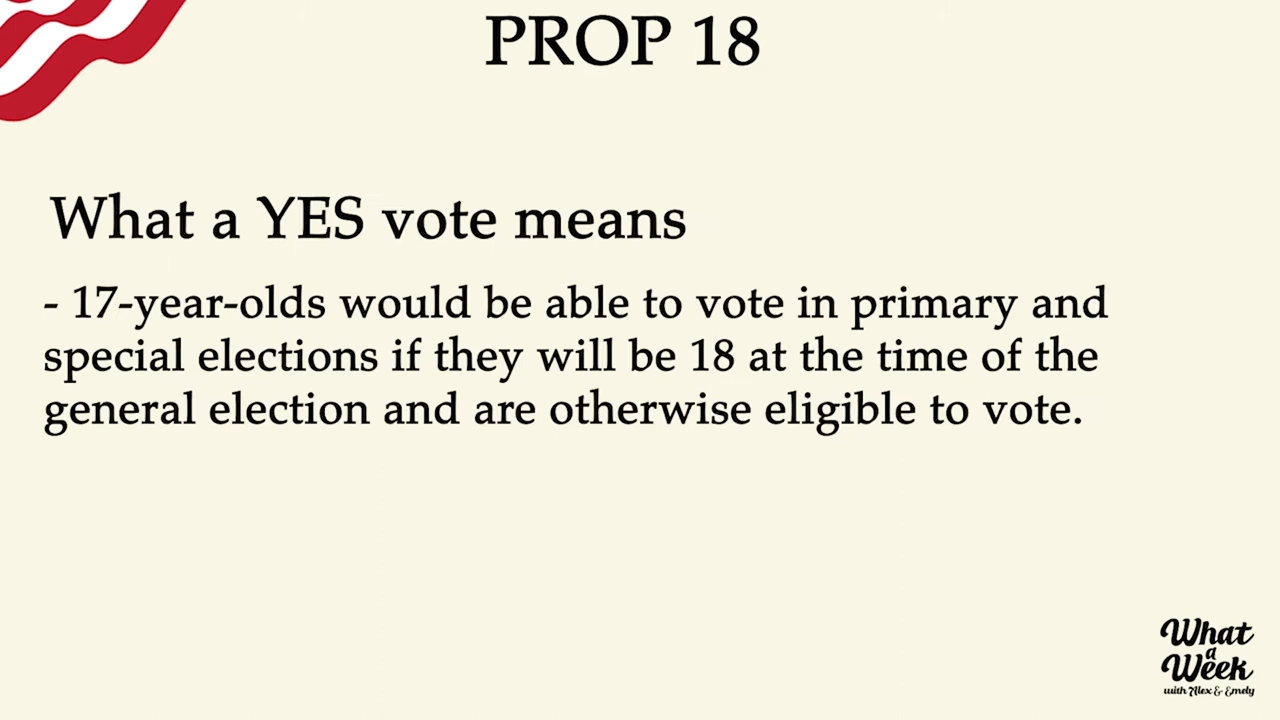 PROP 18
What a YES vote means
- 17-year-olds would be able to vote in primary and
special elections if they will be 18 at the time of the
general election and are otherwise eligible to vote.
What
a
Week
with Alex & Emely